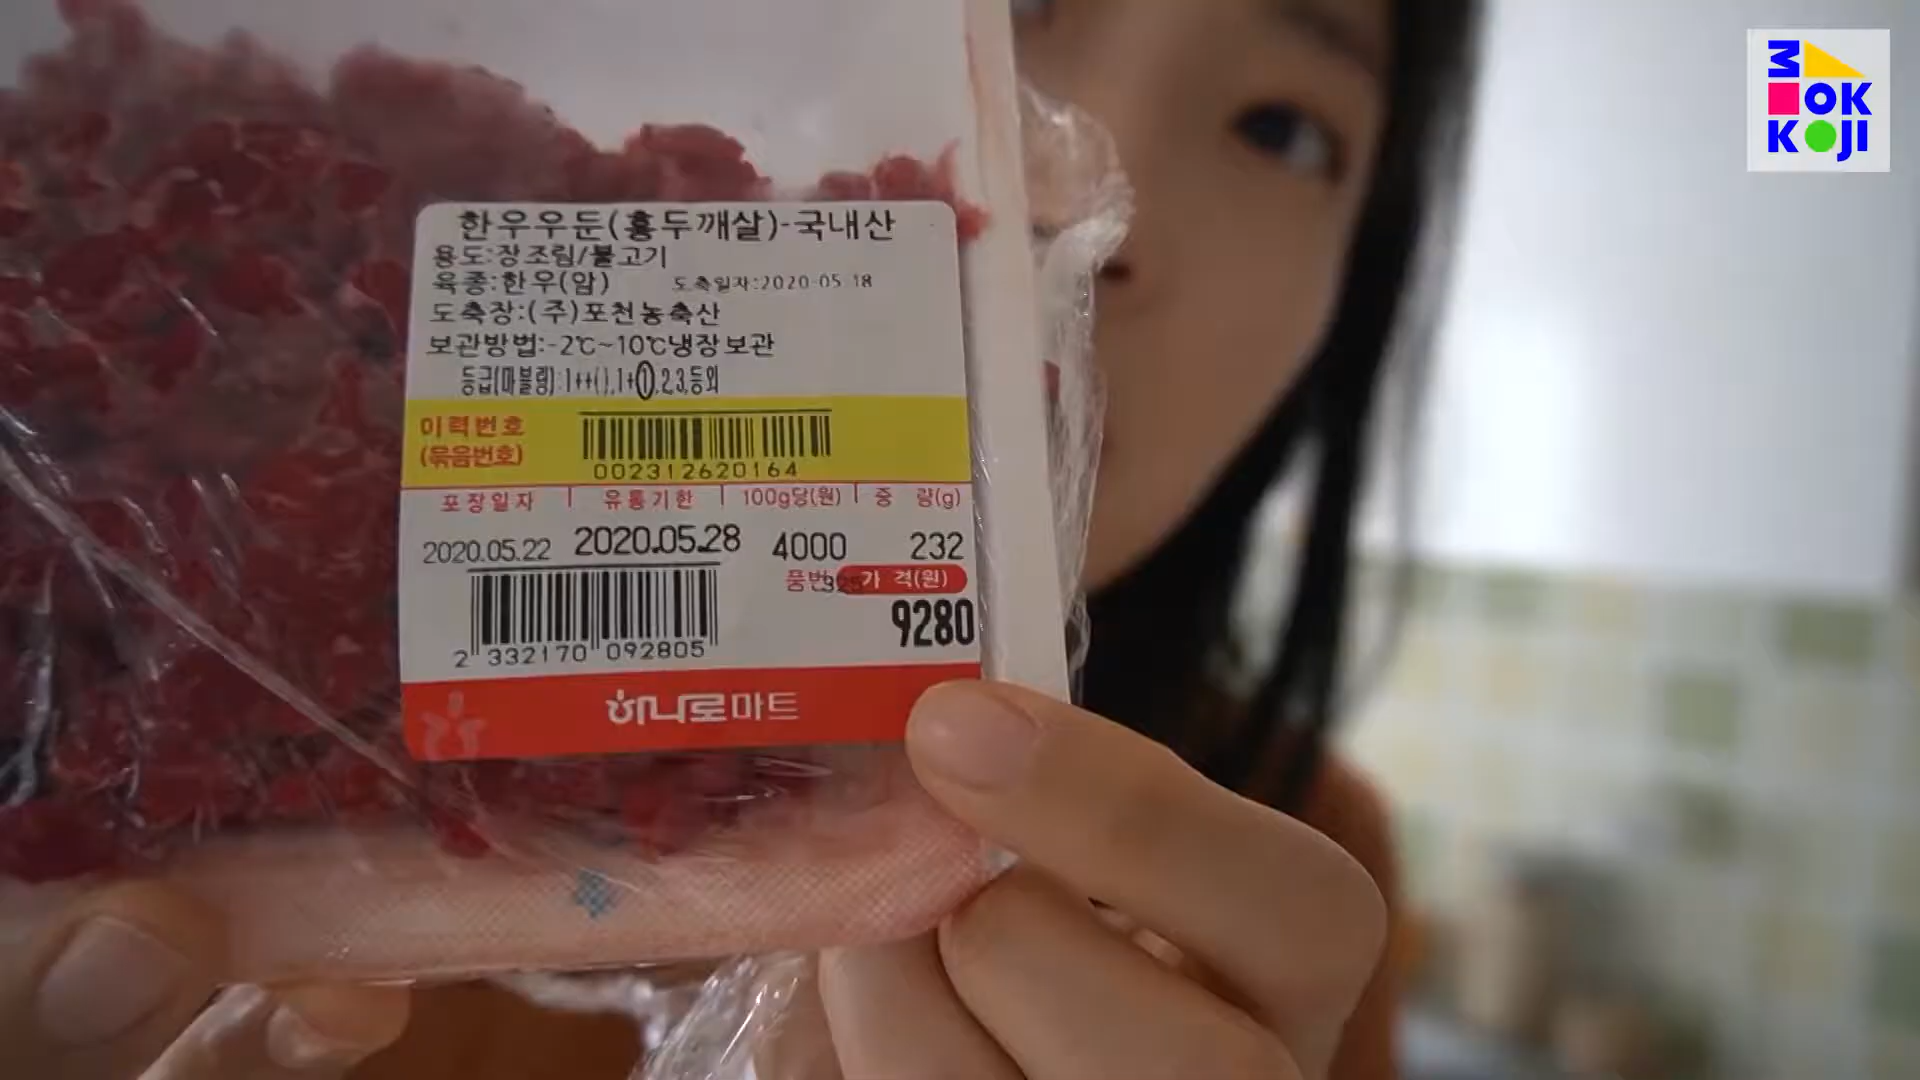 MOKKOJI
한우우둔(홍두깨살)-국내산
용도:장조림/불고기
육종:한우(암) 도축일자:2020-05-18
도축장:(주)포천농축산
보관방법:-2℃~10℃냉장보관
등급(마블링):1++( ),1+,1,2,3,등외
이력번호
(묶음번호)
002312620164
포장일자 유통기한 100g당(원) 중 량(g)
2020.05.22 2020.05.28 4000 232
품번 가 격(원)
9280
2 332170 092805
하나로마트